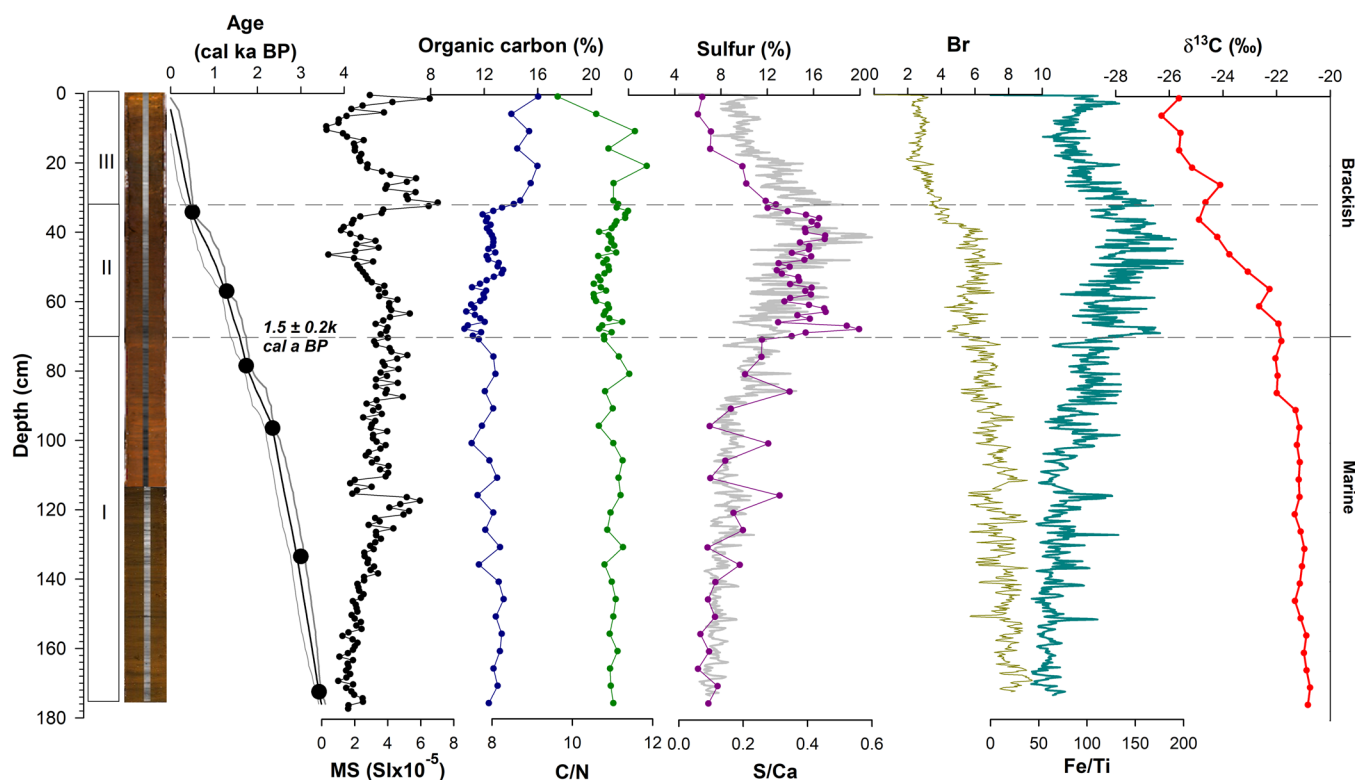 Age
(cal ka BP)
Organic carbon (%)
Sulfur (%)
Br
δ¹³C (‰)
0 1 2 3 4 8 12 16 20 0 4 8 12 16 20 0 2 4 6 8 10 -28 -26 -24 -22 -20
Depth (cm)
0
20
40
60
80
100
120
140
160
180
III
II
I
1.5 ± 0.2k
cal a BP
Brackish
Marine
0 2 4 6 8 8 10 12 0.0 0.2 0.4 0.6 0 50 100 150 200
MS (SIx10⁻⁵)
C/N
S/Ca
Fe/Ti